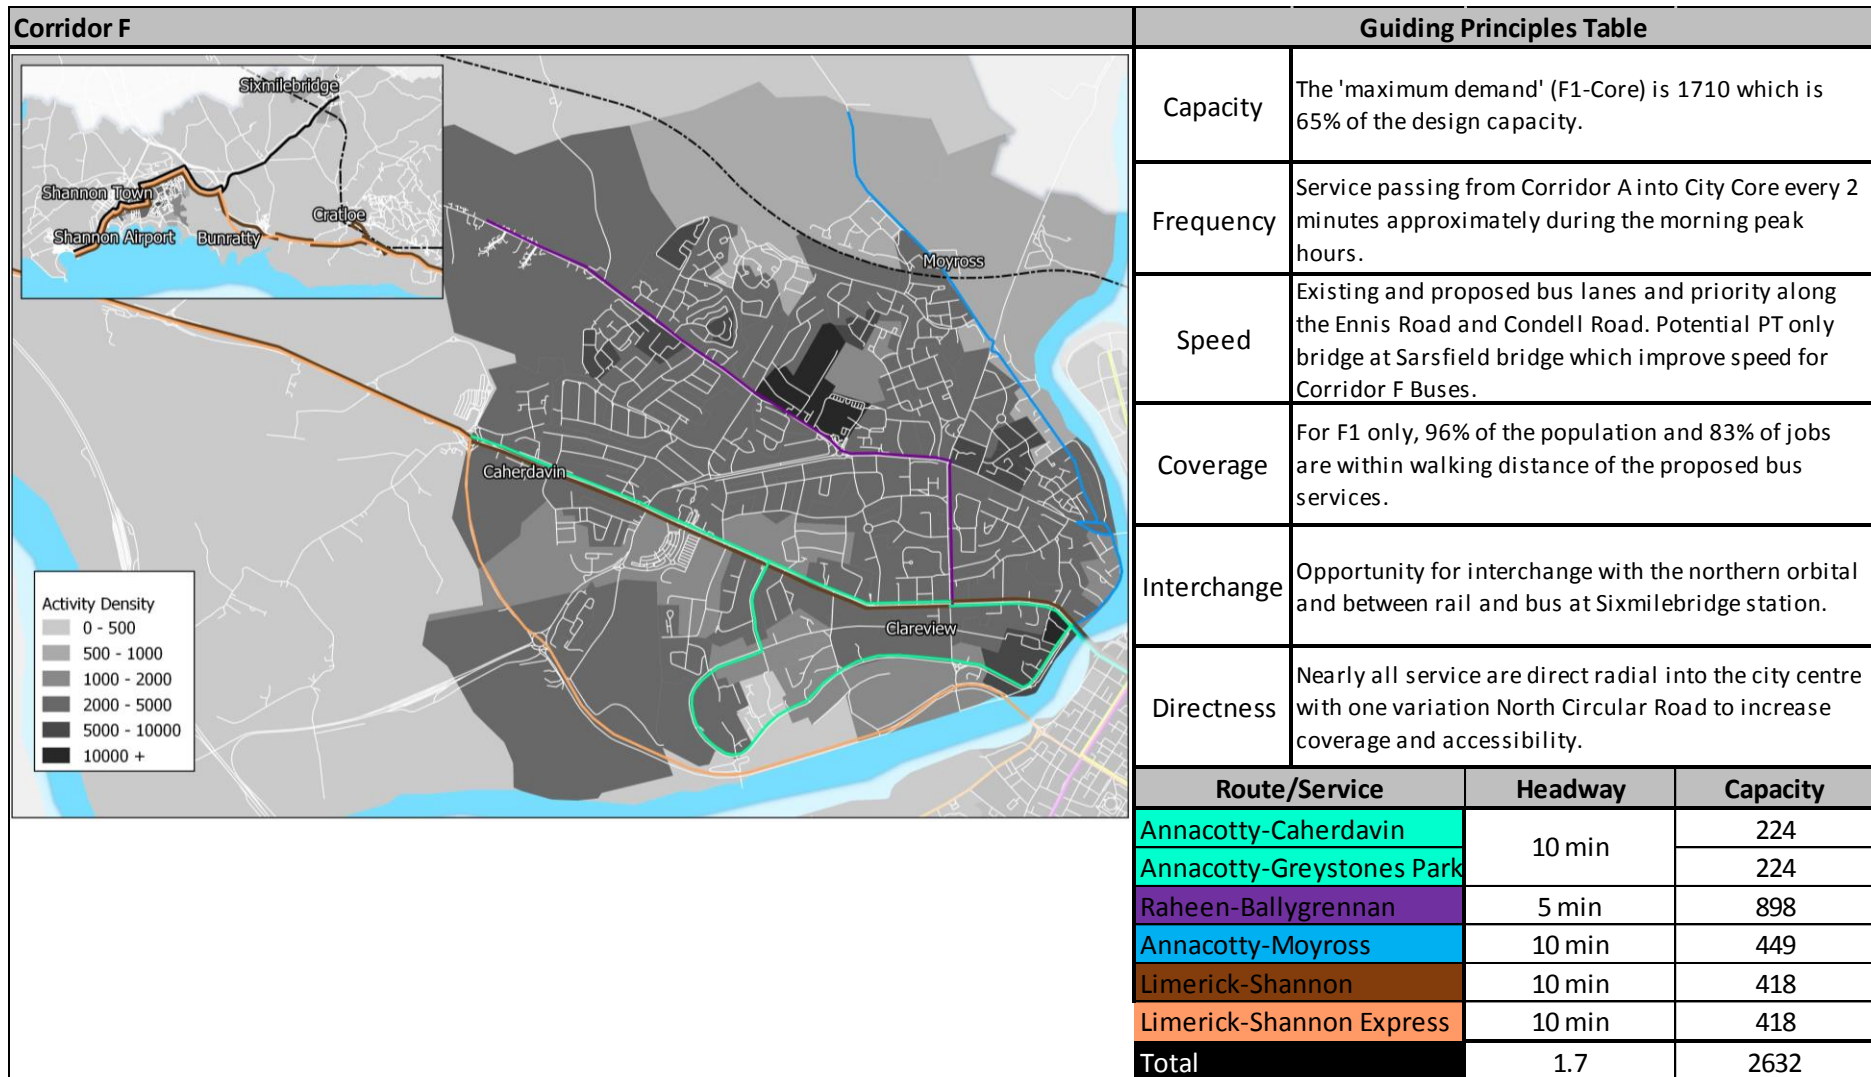 Corridor F
Sixmilebridge
Shannon Town
Cratloe
Shannon Airport
Bunratty
Moyross
Caherdavin
Clareview
Activity Density
0 - 500
500 - 1000
1000 - 2000
2000 - 5000
5000 - 10000
10000 +
Guiding Principles Table
Capacity
The 'maximum demand' (F1-Core) is 1710 which is
65% of the design capacity.
Frequency
Service passing from Corridor A into City Core every 2
minutes approximately during the morning peak
hours.
Speed
Existing and proposed bus lanes and priority along
the Ennis Road and Condell Road. Potential PT only
bridge at Sarsfield bridge which improve speed for
Corridor F Buses.
Coverage
For F1 only, 96% of the population and 83% of jobs
are within walking distance of the proposed bus
services.
Interchange
Opportunity for interchange with the northern orbital
and between rail and bus at Sixmilebridge station.
Directness
Nearly all service are direct radial into the city centre
with one variation North Circular Road to increase
coverage and accessibility.
Route/Service Headway Capacity
Annacotty-Caherdavin 10 min 224
Annacotty-Greystones Park 224
Raheen-Ballygrennan 5 min 898
Annacotty-Moyross 10 min 449
Limerick-Shannon 10 min 418
Limerick-Shannon Express 10 min 418
Total 1.7 2632